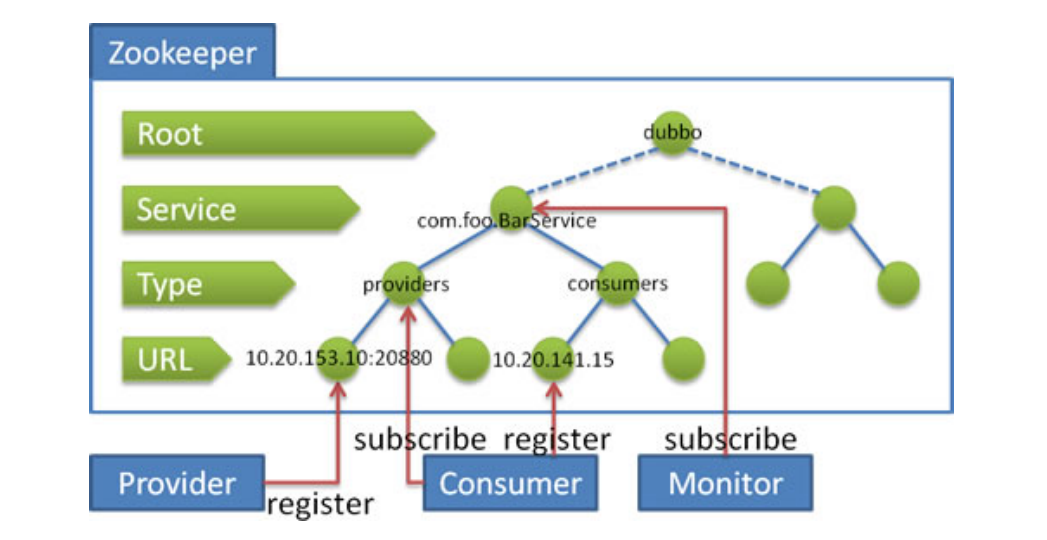 Zookeeper
Root
dubbo
Service
com.foo.BarService
Type
providers
consumers
URL
10.20.153.10:20880
10.20.141.15
subscribe
register
subscribe
Provider
Consumer
Monitor
register